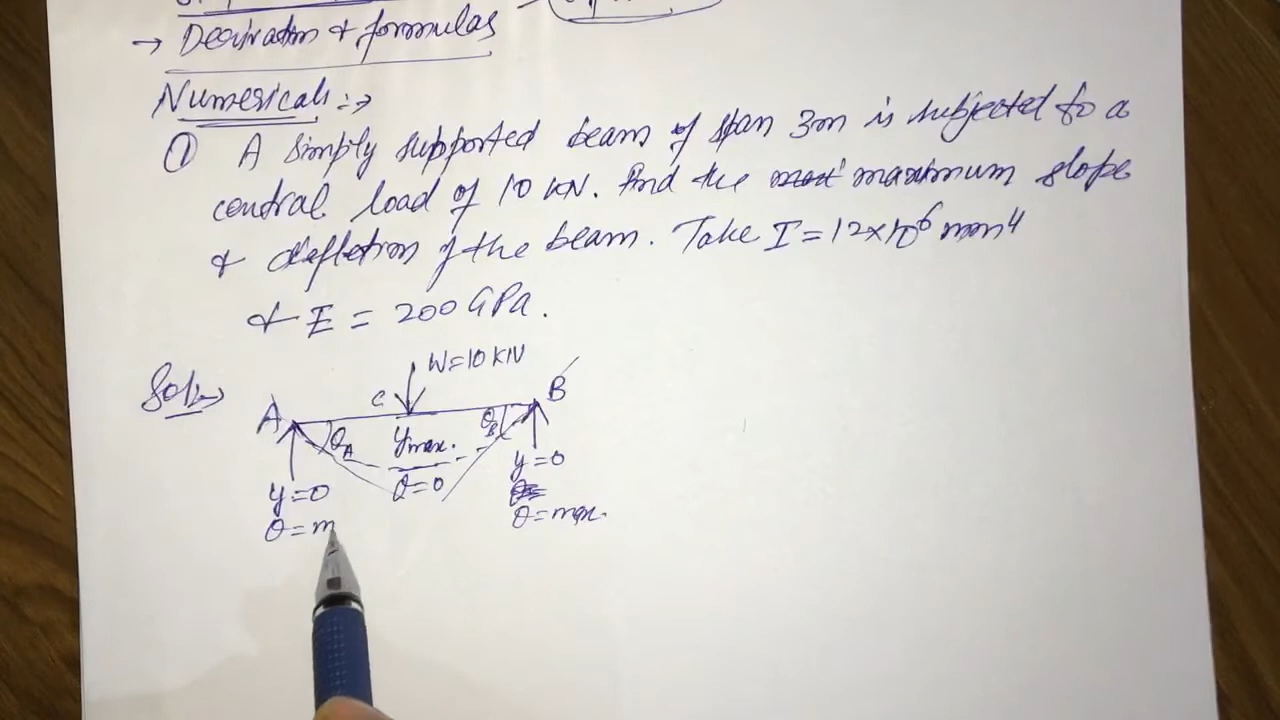 → Derivation & formulas
Numericals :→
① A simply supported beam of span 3m is subjected to a
central load of 10 kN. Find the maximum slope
& deflection of the beam. Take I = 12×10⁶ mm⁴
& E = 200 GPa.
Sol→
W=10 KN
A C B
θA ymax. θB
y=0 θ=0 y=0
θ=m θ=max.